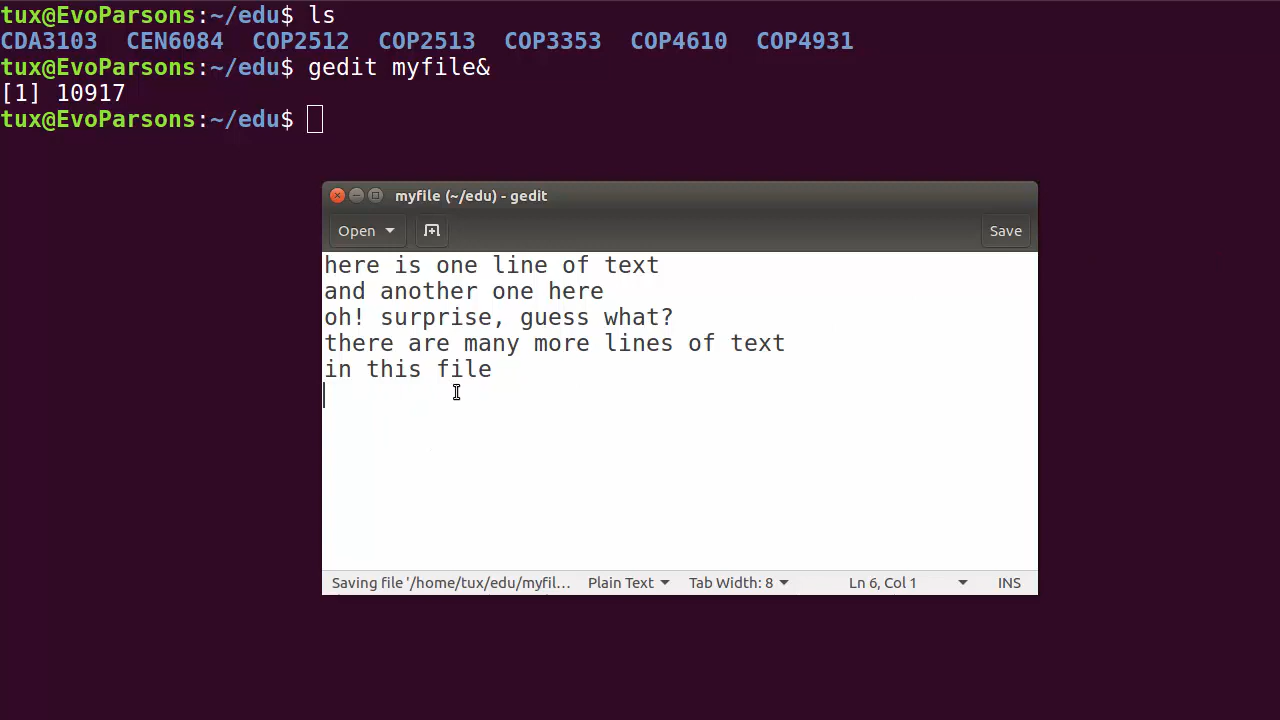 tux@EvoParsons:~/edu$ ls
CDA3103 CEN6084 COP2512 COP2513 COP3353 COP4610 COP4931
tux@EvoParsons:~/edu$ gedit myfile&
[1] 10917
tux@EvoParsons:~/edu$
myfile (~/edu) - gedit
Open Save
here is one line of text
and another one here
oh! surprise, guess what?
there are many more lines of text
in this file
Saving file '/home/tux/edu/myfil… Plain Text Tab Width: 8 Ln 6, Col 1 INS